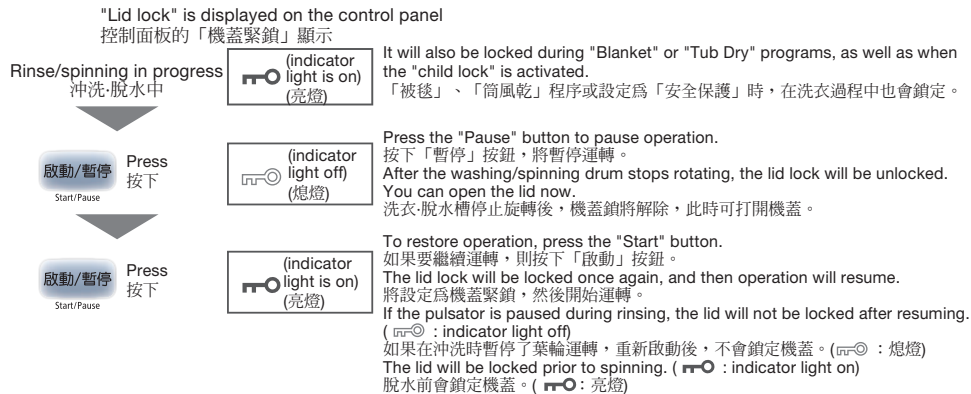 "Lid lock" is displayed on the control panel
控制面板的「機蓋緊鎖」顯示
Rinse/spinning in progress
沖洗·脫水中
(indicator
light is on)
(亮燈)
It will also be locked during "Blanket" or "Tub Dry" programs, as well as when
the "child lock" is activated.
「被毯」、「筒風乾」程序或設定爲「安全保護」時，在洗衣過程中也會鎖定。
啟動/暫停
Start/Pause
Press
按下
(indicator
light off)
(熄燈)
Press the "Pause" button to pause operation.
按下「暫停」按鈕，將暫停運轉。
After the washing/spinning drum stops rotating, the lid lock will be unlocked.
You can open the lid now.
洗衣·脫水槽停止旋轉後，機蓋鎖將解除，此時可打開機蓋。
啟動/暫停
Start/Pause
Press
按下
(indicator
light is on)
(亮燈)
To restore operation, press the "Start" button.
如果要繼續運轉，則按下「啟動」按鈕。
The lid lock will be locked once again, and then operation will resume.
將設定爲機蓋緊鎖，然後開始運轉。
If the pulsator is paused during rinsing, the lid will not be locked after resuming.
( : indicator light off)
如果在沖洗時暫停了葉輪運轉，重新啟動後，不會鎖定機蓋。( ：熄燈)
The lid will be locked prior to spinning. ( : indicator light on)
脫水前會鎖定機蓋。( ：亮燈)